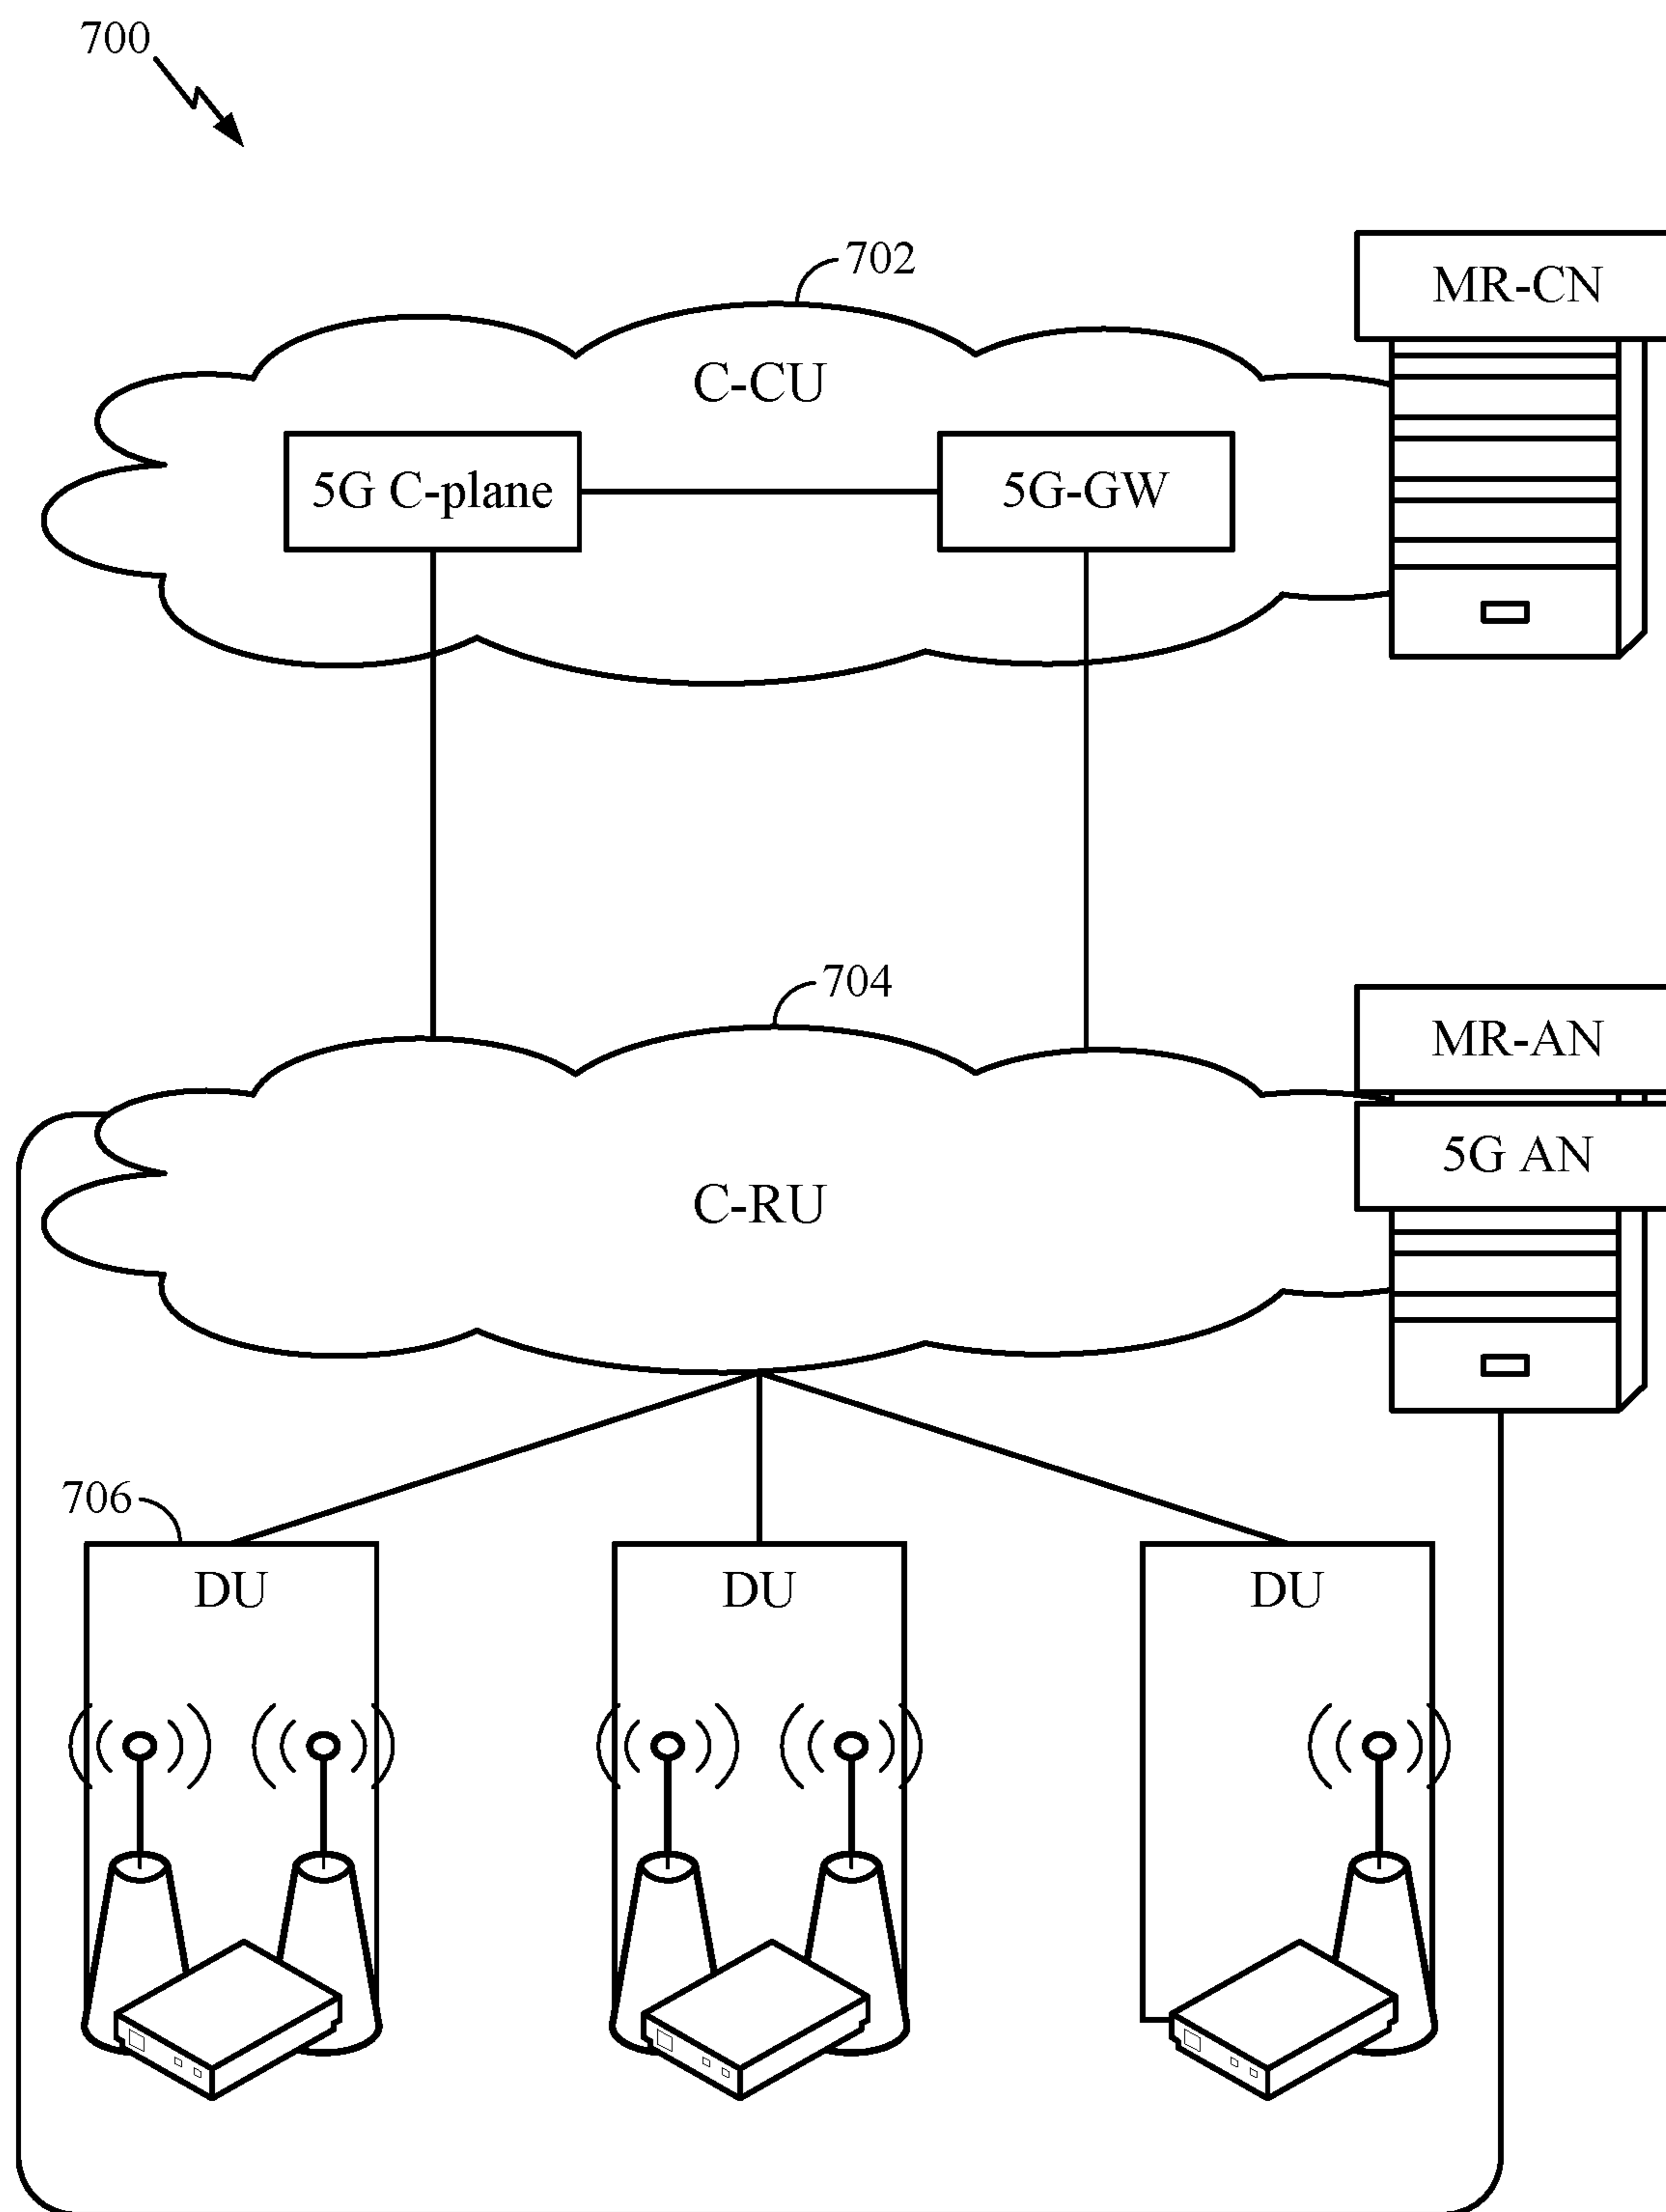 700
702
MR-CN
C-CU
5G C-plane
5G-GW
704
MR-AN
5G AN
C-RU
706
DU
DU
DU